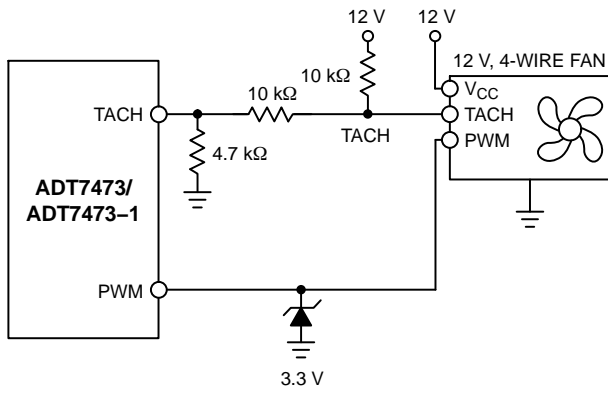 12 V
12 V
12 V, 4-WIRE FAN
10 kΩ
VCC
TACH
10 kΩ
TACH
TACH
PWM
4.7 kΩ
ADT7473/
ADT7473–1
PWM
3.3 V